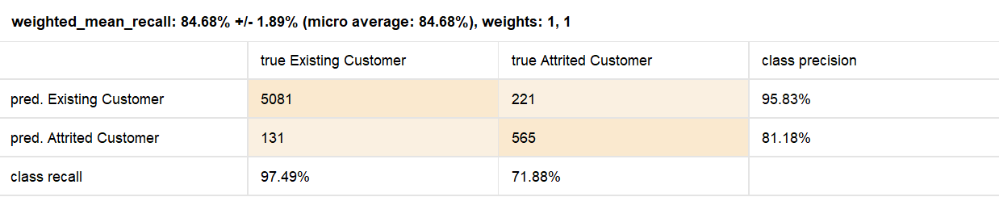 weighted_mean_recall: 84.68% +/- 1.89% (micro average: 84.68%), weights: 1, 1
true Existing Customer true Attrited Customer class precision
pred. Existing Customer 5081 221 95.83%
pred. Attrited Customer 131 565 81.18%
class recall 97.49% 71.88%